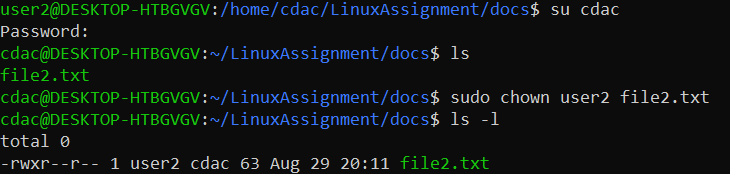 user2@DESKTOP-HTBGVGV:/home/cdac/LinuxAssignment/docs$ su cdac
Password:
cdac@DESKTOP-HTBGVGV:~/LinuxAssignment/docs$ ls
file2.txt
cdac@DESKTOP-HTBGVGV:~/LinuxAssignment/docs$ sudo chown user2 file2.txt
cdac@DESKTOP-HTBGVGV:~/LinuxAssignment/docs$ ls -l
total 0
-rwxr--r-- 1 user2 cdac 63 Aug 29 20:11 file2.txt